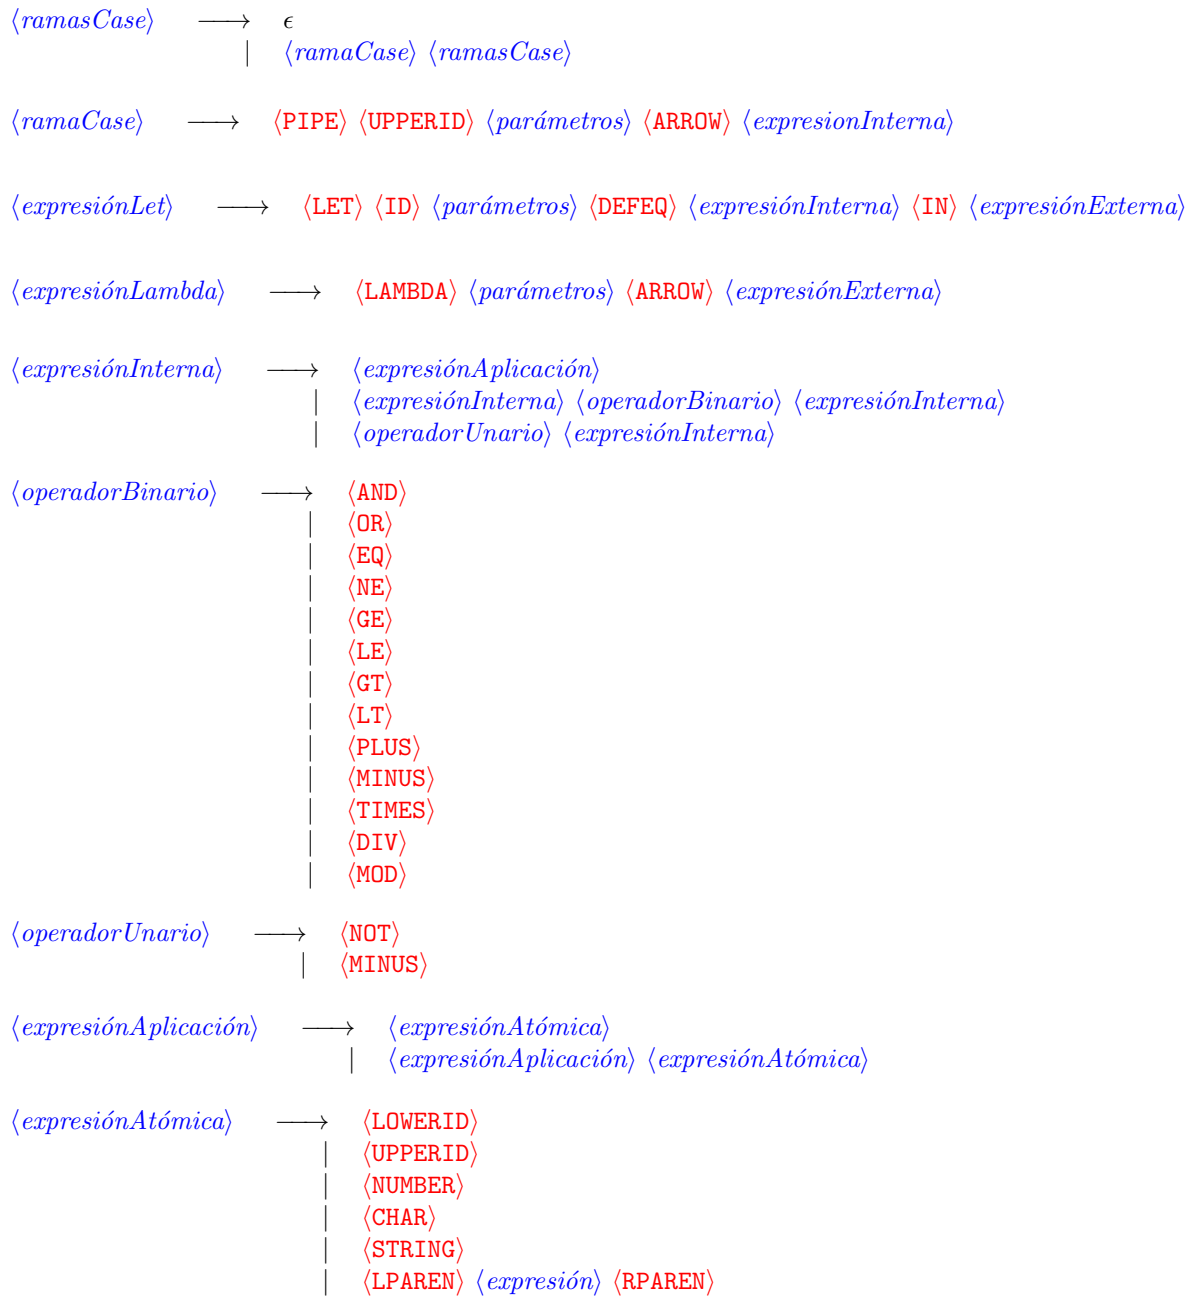 ⟨ramasCase⟩ ⟶ ϵ
| ⟨ramaCase⟩ ⟨ramasCase⟩
⟨ramaCase⟩ ⟶ ⟨PIPE⟩ ⟨UPPERID⟩ ⟨parámetros⟩ ⟨ARROW⟩ ⟨expresionInterna⟩
⟨expresiónLet⟩ ⟶ ⟨LET⟩ ⟨ID⟩ ⟨parámetros⟩ ⟨DEFEQ⟩ ⟨expresiónInterna⟩ ⟨IN⟩ ⟨expresiónExterna⟩
⟨expresiónLambda⟩ ⟶ ⟨LAMBDA⟩ ⟨parámetros⟩ ⟨ARROW⟩ ⟨expresiónExterna⟩
⟨expresiónInterna⟩ ⟶ ⟨expresiónAplicación⟩
| ⟨expresiónInterna⟩ ⟨operadorBinario⟩ ⟨expresiónInterna⟩
| ⟨operadorUnario⟩ ⟨expresiónInterna⟩
⟨operadorBinario⟩ ⟶ ⟨AND⟩
| ⟨OR⟩
| ⟨EQ⟩
| ⟨NE⟩
| ⟨GE⟩
| ⟨LE⟩
| ⟨GT⟩
| ⟨LT⟩
| ⟨PLUS⟩
| ⟨MINUS⟩
| ⟨TIMES⟩
| ⟨DIV⟩
| ⟨MOD⟩
⟨operadorUnario⟩ ⟶ ⟨NOT⟩
| ⟨MINUS⟩
⟨expresiónAplicación⟩ ⟶ ⟨expresiónAtómica⟩
| ⟨expresiónAplicación⟩ ⟨expresiónAtómica⟩
⟨expresiónAtómica⟩ ⟶ ⟨LOWERID⟩
| ⟨UPPERID⟩
| ⟨NUMBER⟩
| ⟨CHAR⟩
| ⟨STRING⟩
| ⟨LPAREN⟩ ⟨expresión⟩ ⟨RPAREN⟩